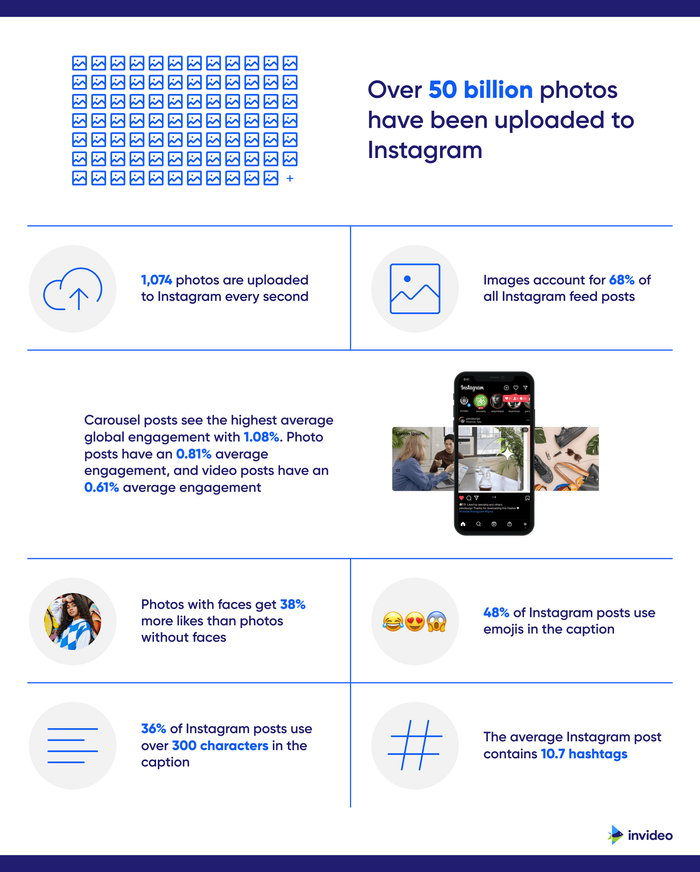 Over 50 billion photos
have been uploaded to
Instagram
+
1,074 photos are uploaded
to Instagram every second
Images account for 68% of
all Instagram feed posts
Carousel posts see the highest average
global engagement with 1.08%. Photo
posts have an 0.81% average
engagement, and video posts have an
0.61% average engagement
Instagram
Photos with faces get 38%
more likes than photos
without faces
48% of Instagram posts use
emojis in the caption
36% of Instagram posts use
over 300 characters in the
caption
The average Instagram post
contains 10.7 hashtags
invideo